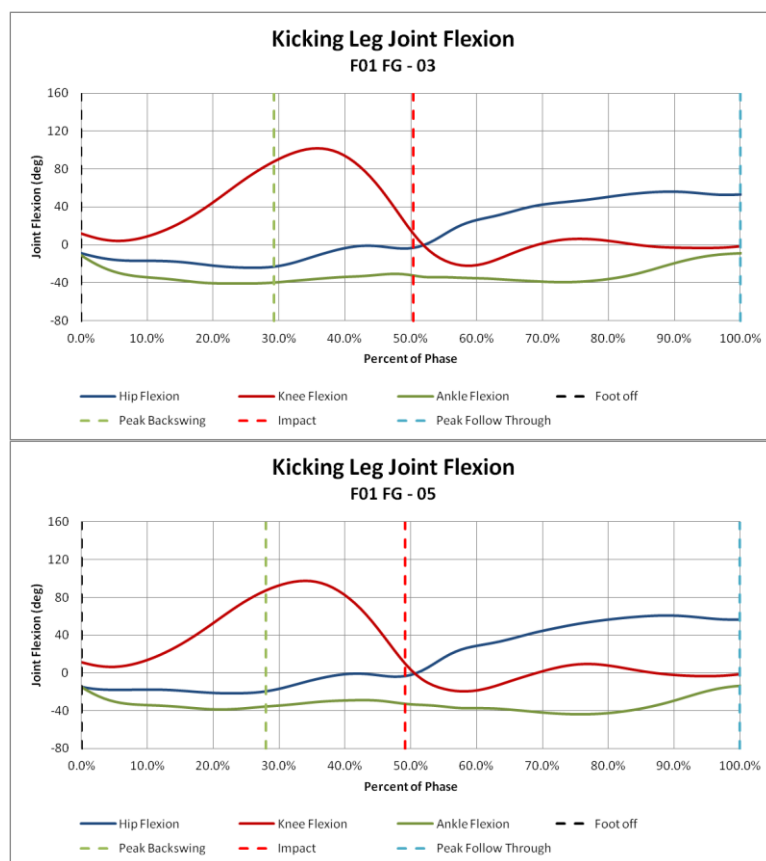 Kicking Leg Joint Flexion
F01 FG - 03
160
120
80
40
0
-40
-80
Joint Flexion (deg)
0.0% 10.0% 20.0% 30.0% 40.0% 50.0% 60.0% 70.0% 80.0% 90.0% 100.0%
Percent of Phase
Hip Flexion Knee Flexion Ankle Flexion Foot off
Peak Backswing Impact Peak Follow Through
Kicking Leg Joint Flexion
F01 FG - 05
160
120
80
40
0
-40
-80
Joint Flexion (deg)
0.0% 10.0% 20.0% 30.0% 40.0% 50.0% 60.0% 70.0% 80.0% 90.0% 100.0%
Percent of Phase
Hip Flexion Knee Flexion Ankle Flexion Foot off
Peak Backswing Impact Peak Follow Through